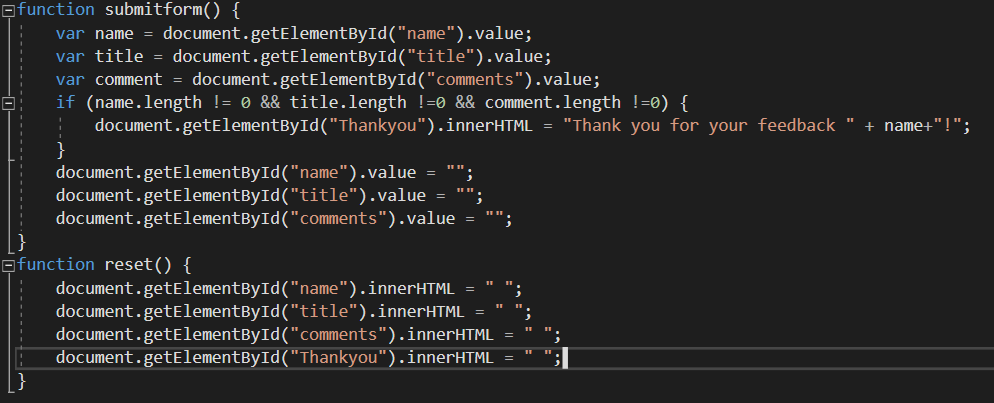 function submitform() {
    var name = document.getElementById("name").value;
    var title = document.getElementById("title").value;
    var comment = document.getElementById("comments").value;
    if (name.length != 0 && title.length !=0 && comment.length !=0) {
        document.getElementById("Thankyou").innerHTML = "Thank you for your feedback " + name+"!";
    }
    document.getElementById("name").value = "";
    document.getElementById("title").value = "";
    document.getElementById("comments").value = "";
}
function reset() {
    document.getElementById("name").innerHTML = " ";
    document.getElementById("title").innerHTML = " ";
    document.getElementById("comments").innerHTML = " ";
    document.getElementById("Thankyou").innerHTML = " ";
}